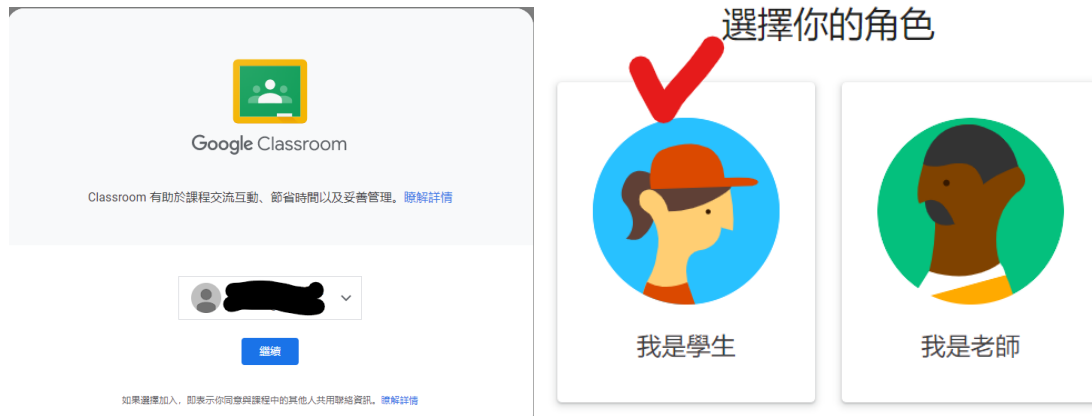 Google Classroom
Classroom 有助於課程交流互動、節省時間以及妥善管理。瞭解詳情
繼續
如果選擇加入，即表示你同意與課程中的其他人共用聯絡資訊。瞭解詳情
選擇你的角色
我是學生
我是老師